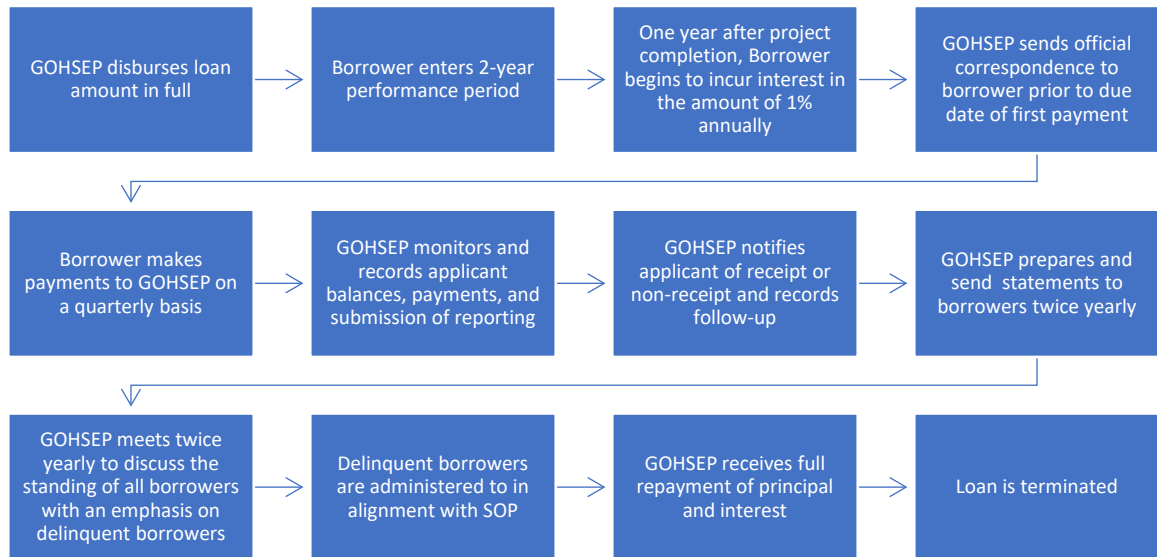 GOHSEP disburses loan
amount in full
Borrower enters 2-year
performance period
One year after project
completion, Borrower
begins to incur interest in
the amount of 1%
annually
GOHSEP sends official
correspondence to
borrower prior to due
date of first payment
Borrower makes
payments to GOHSEP on
a quarterly basis
GOHSEP monitors and
records applicant
balances, payments, and
submission of reporting
GOHSEP notifies
applicant of receipt or
non-receipt and records
follow-up
GOHSEP prepares and
send statements to
borrowers twice yearly
GOHSEP meets twice
yearly to discuss the
standing of all borrowers
with an emphasis on
delinquent borrowers
Delinquent borrowers
are administered to in
alignment with SOP
GOHSEP receives full
repayment of principal
and interest
Loan is terminated